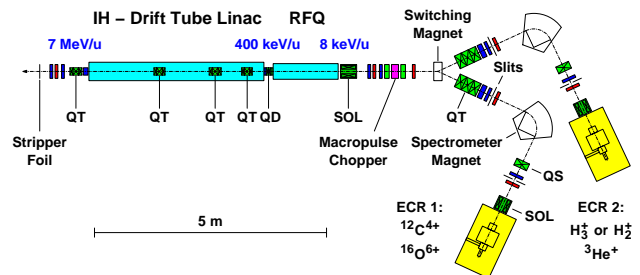 IH – Drift Tube Linac RFQ
Switching
Magnet
7 MeV/u 400 keV/u 8 keV/u
Slits
QT QT QT QT QD SOL QT
Stripper
Foil
Macropulse
Chopper
Spectrometer
Magnet
QS
SOL
5 m
ECR 1:
¹²C⁴⁺
¹⁶O⁶⁺
ECR 2:
H₃⁺ or H₂⁺
³He⁺